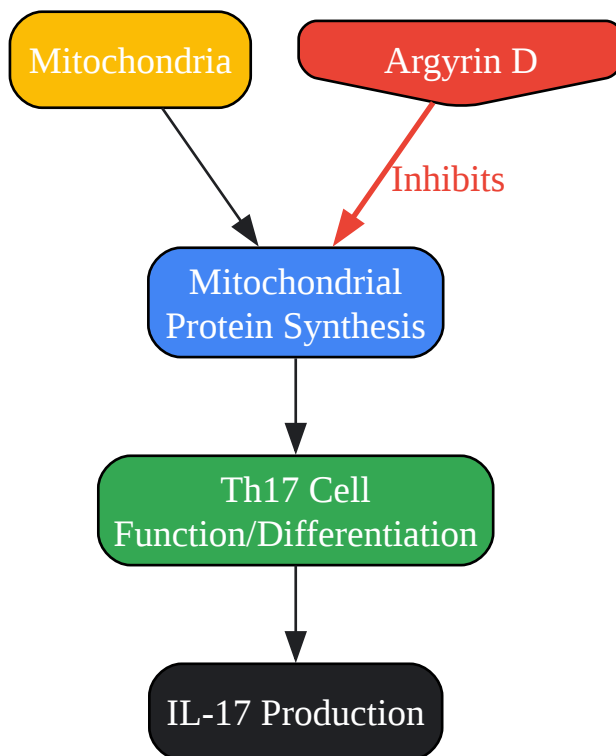 Mitochondria
Argyrin D
Inhibits
Mitochondrial
Protein Synthesis
Th17 Cell
Function/Differentiation
IL-17 Production